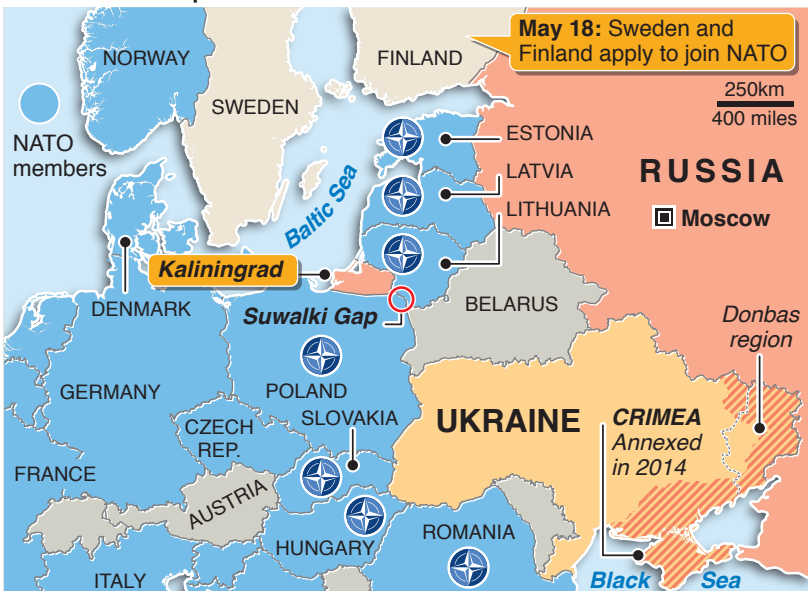 NORWAY
FINLAND
May 18: Sweden and
Finland apply to join NATO
SWEDEN
250km
400 miles
NATO
members
ESTONIA
LATVIA
LITHUANIA
RUSSIA
Moscow
Baltic Sea
Kaliningrad
DENMARK
Suwalki Gap
BELARUS
Donbas
region
GERMANY
POLAND
SLOVAKIA
CZECH
REP.
UKRAINE
CRIMEA
Annexed
in 2014
FRANCE
AUSTRIA
HUNGARY
ROMANIA
ITALY
Black Sea